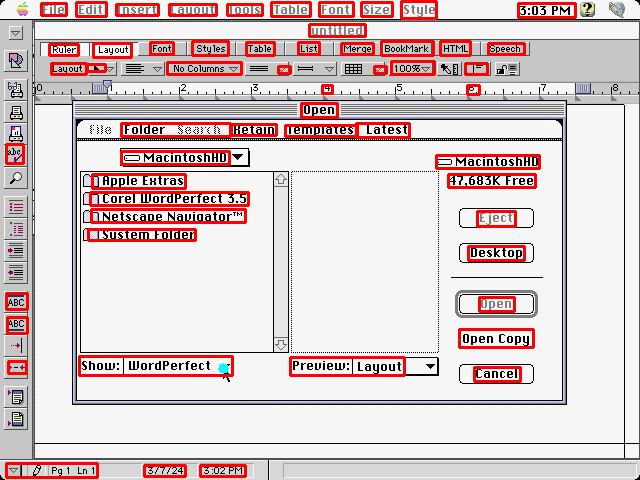 File Edit Insert Layout Tools Table Font Size Style 3:03 PM
untitled
Ruler Layout Font Styles Table List Merge BookMark HTML Speech
Layout No Columns 100%
0 1 2 3 4 5 6 7 8
Open
File Folder Search Retain Templates Latest
MacintoshHD
MacintoshHD
47,683K Free
Apple Extras
Corel WordPerfect 3.5
Netscape Navigator™
System Folder
Eject
Desktop
Open
Open Copy
Cancel
Show: WordPerfect
Preview: Layout
abc
ABC
ABC
Pg 1 Ln 1 3/7/24 3:02 PM